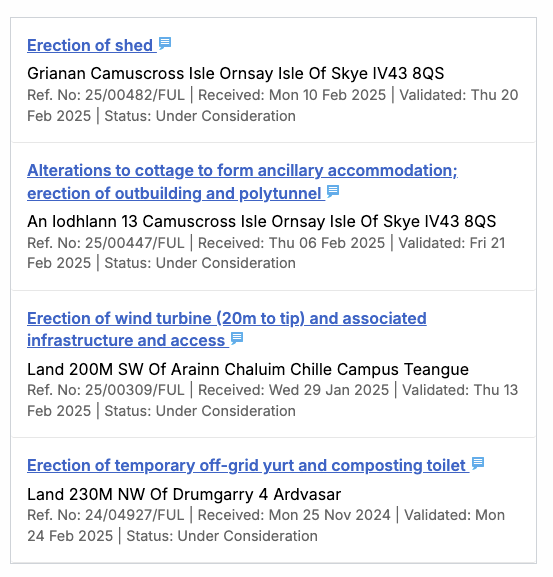 Erection of shed
Grianan Camuscross Isle Ornsay Isle Of Skye IV43 8QS
Ref. No: 25/00482/FUL | Received: Mon 10 Feb 2025 | Validated: Thu 20
Feb 2025 | Status: Under Consideration
Alterations to cottage to form ancillary accommodation;
erection of outbuilding and polytunnel
An Iodhlann 13 Camuscross Isle Ornsay Isle Of Skye IV43 8QS
Ref. No: 25/00447/FUL | Received: Thu 06 Feb 2025 | Validated: Fri 21
Feb 2025 | Status: Under Consideration
Erection of wind turbine (20m to tip) and associated
infrastructure and access
Land 200M SW Of Arainn Chaluim Chille Campus Teangue
Ref. No: 25/00309/FUL | Received: Wed 29 Jan 2025 | Validated: Thu 13
Feb 2025 | Status: Under Consideration
Erection of temporary off-grid yurt and composting toilet
Land 230M NW Of Drumgarry 4 Ardvasar
Ref. No: 24/04927/FUL | Received: Mon 25 Nov 2024 | Validated: Mon
24 Feb 2025 | Status: Under Consideration